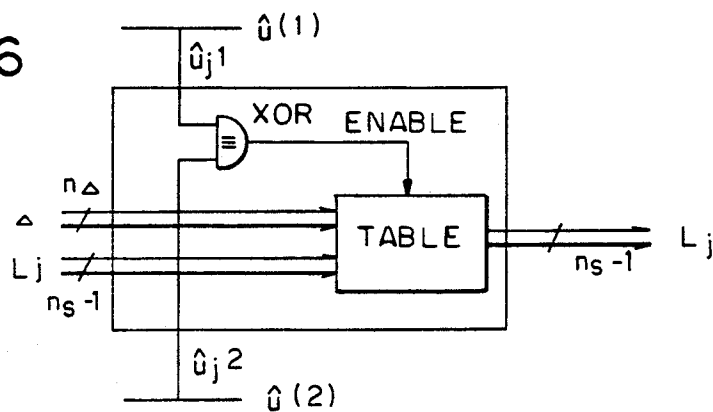 6
û(1)
ûj1
XOR
ENABLE
≡
n△
△
TABLE
Lj
Lj
ns-1
ns-1
ûj2
û(2)